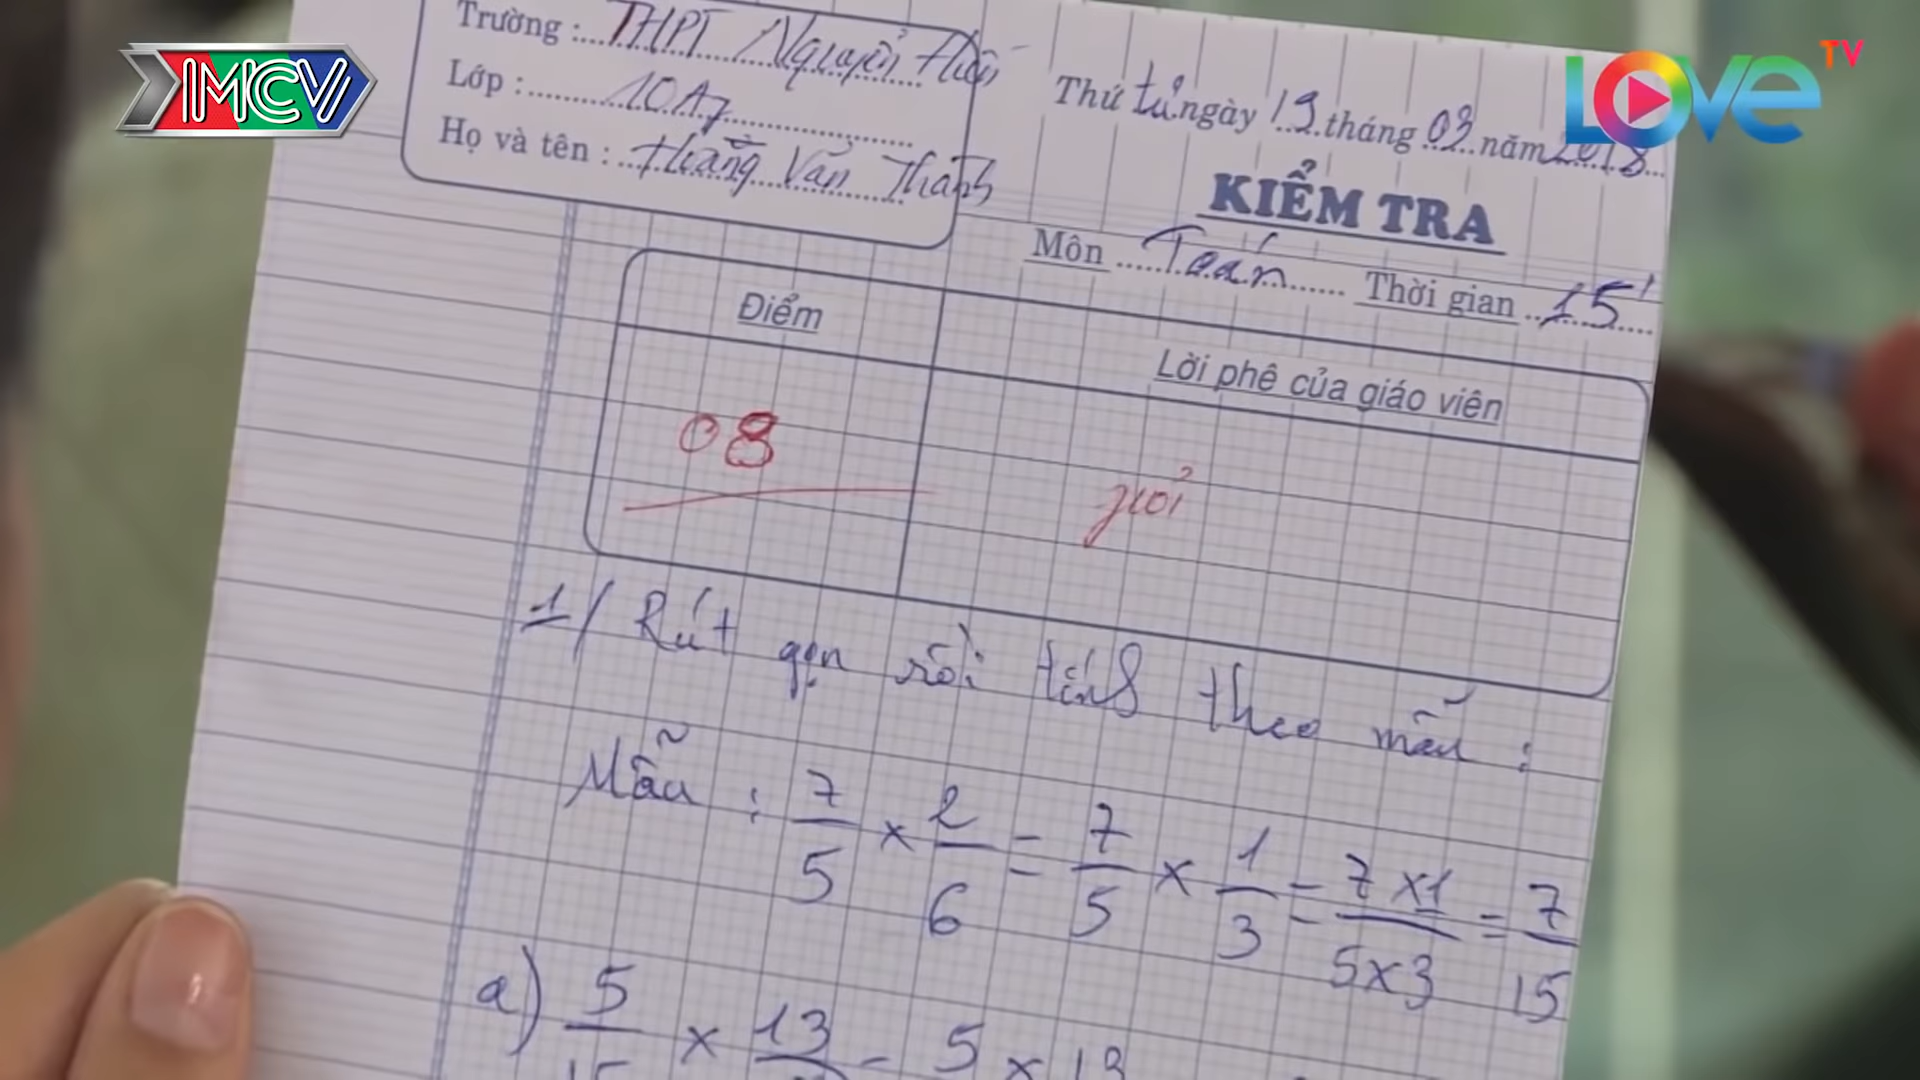 MCV
LOVE TV
Trường : THPT Nguyễn Hiền
Lớp : 10A7
Họ và tên : Hoàng Văn Thành
Thứ tư ngày 19 tháng 03 năm 2018
KIỂM TRA
Môn Toán Thời gian 15'
Điểm
Lời phê của giáo viên
08
giỏi
1/ Rút gọn rồi tính theo mẫu :
Mẫu : 7/5 × 2/6 = 7/5 × 1/3 = 7×1/5×3 = 7/15
a) 5/15 × 13